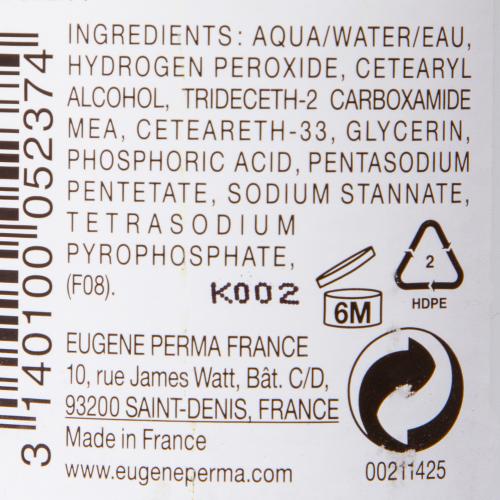 INGREDIENTS: AQUA/WATER/EAU,
HYDROGEN PEROXIDE, CETEARYL
ALCOHOL, TRIDECETH-2 CARBOXAMIDE
MEA, CETEARETH-33, GLYCERIN,
PHOSPHORIC ACID, PENTASODIUM
PENTETATE, SODIUM STANNATE,
TETRASODIUM
PYROPHOSPHATE,
(F08).
K002
6M
2
HDPE
EUGENE PERMA FRANCE
10, rue James Watt, Bât. C/D,
93200 SAINT-DENIS, FRANCE
Made in France
www.eugeneperma.com
00211425
3 140100 052374